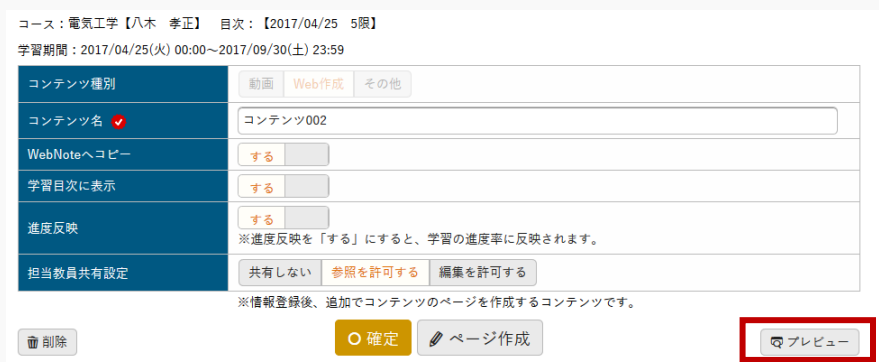 コース：電気工学【八木　孝正】　目次：【2017/04/25　5限】
学習期間：2017/04/25(火) 00:00～2017/09/30(土) 23:59
コンテンツ種別 動画 Web作成 その他
コンテンツ名 コンテンツ002
WebNoteへコピー する
学習目次に表示 する
進度反映 する
※進度反映を「する」にすると、学習の進度率に反映されます。
担当教員共有設定 共有しない 参照を許可する 編集を許可する
※情報登録後、追加でコンテンツのページを作成するコンテンツです。
削除 確定 ページ作成 プレビュー